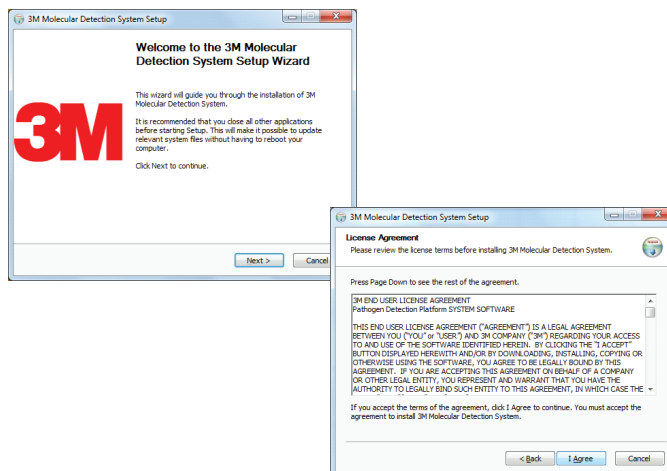 3M Molecular Detection System Setup
Welcome to the 3M Molecular
Detection System Setup Wizard
This wizard will guide you through the installation of 3M
Molecular Detection System.
It is recommended that you close all other applications
before starting Setup. This will make it possible to update
relevant system files without having to reboot your
computer.
Click Next to continue.
3M
Next >
Cancel
3M Molecular Detection System Setup
License Agreement
Please review the license terms before installing 3M Molecular Detection System.
Press Page Down to see the rest of the agreement.
3M END USER LICENSE AGREEMENT
Pathogen Detection Platform SYSTEM SOFTWARE
THIS END USER LICENSE AGREEMENT ("AGREEMENT") IS A LEGAL AGREEMENT
BETWEEN YOU ("YOU" or "USER") AND 3M COMPANY ("3M") REGARDING YOUR ACCESS
TO AND USE OF THE SOFTWARE IDENTIFIED HEREIN. BY CLICKING THE "I ACCEPT"
BUTTON DISPLAYED HEREWITH AND/OR BY DOWNLOADING, INSTALLING, COPYING OR
OTHERWISE USING THE SOFTWARE, YOU AGREE TO BE LEGALLY BOUND BY THIS
AGREEMENT. IF YOU ARE ACCEPTING THIS AGREEMENT ON BEHALF OF A COMPANY
OR OTHER LEGAL ENTITY, YOU REPRESENT AND WARRANT THAT YOU HAVE THE
AUTHORITY TO LEGALLY BIND SUCH ENTITY TO THIS AGREEMENT, IN WHICH CASE THE
If you accept the terms of the agreement, click I Agree to continue. You must accept the
agreement to install 3M Molecular Detection System.
< Back
I Agree
Cancel